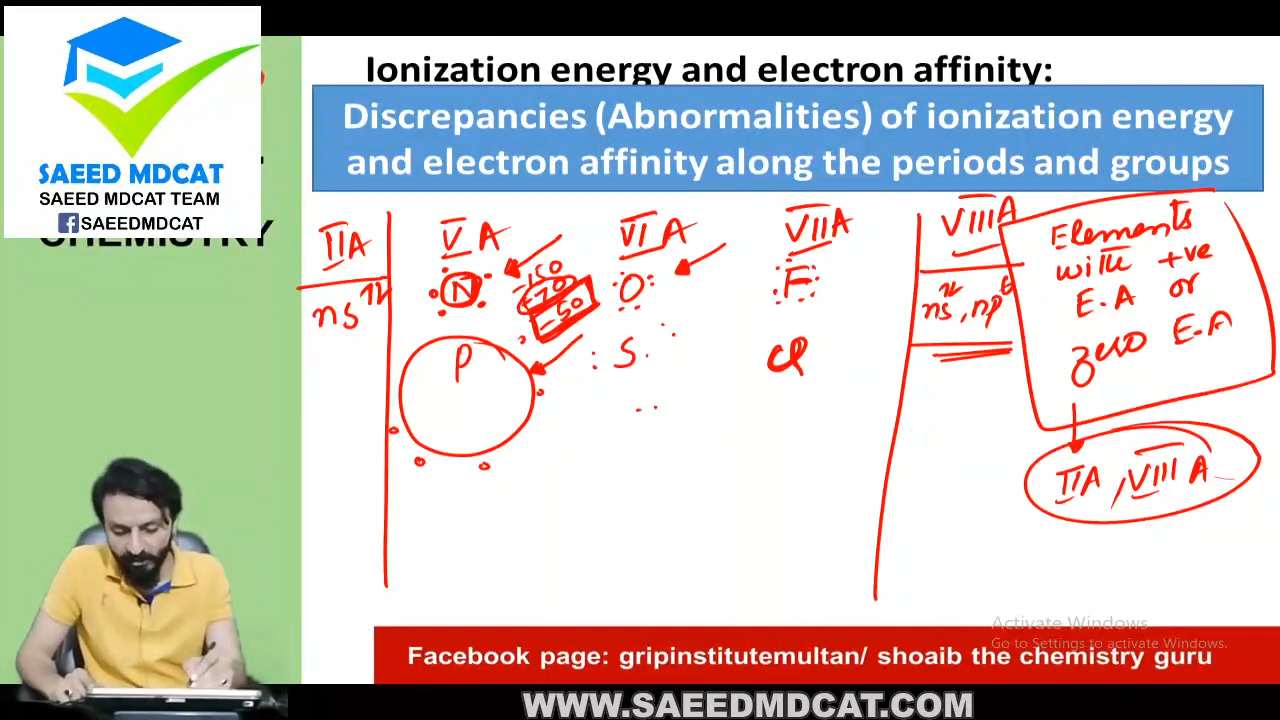 Ionization energy and electron affinity:
Discrepancies (Abnormalities) of ionization energy
and electron affinity along the periods and groups
SAEED MDCAT
SAEED MDCAT TEAM
SAEEDMDCAT
CHEMISTRY
IIA
ns²
VA
N
-50
P
VIA
O
S
VIIA
F
Cl
VIIIA
ns², np⁶
Elements
with +ve
E.A or
zero E.A
IIA, VIIIA
Activate Windows
Go to Settings to activate Windows.
Facebook page: gripinstitutemultan/ shoaib the chemistry guru
WWW.SAEEDMDCAT.COM